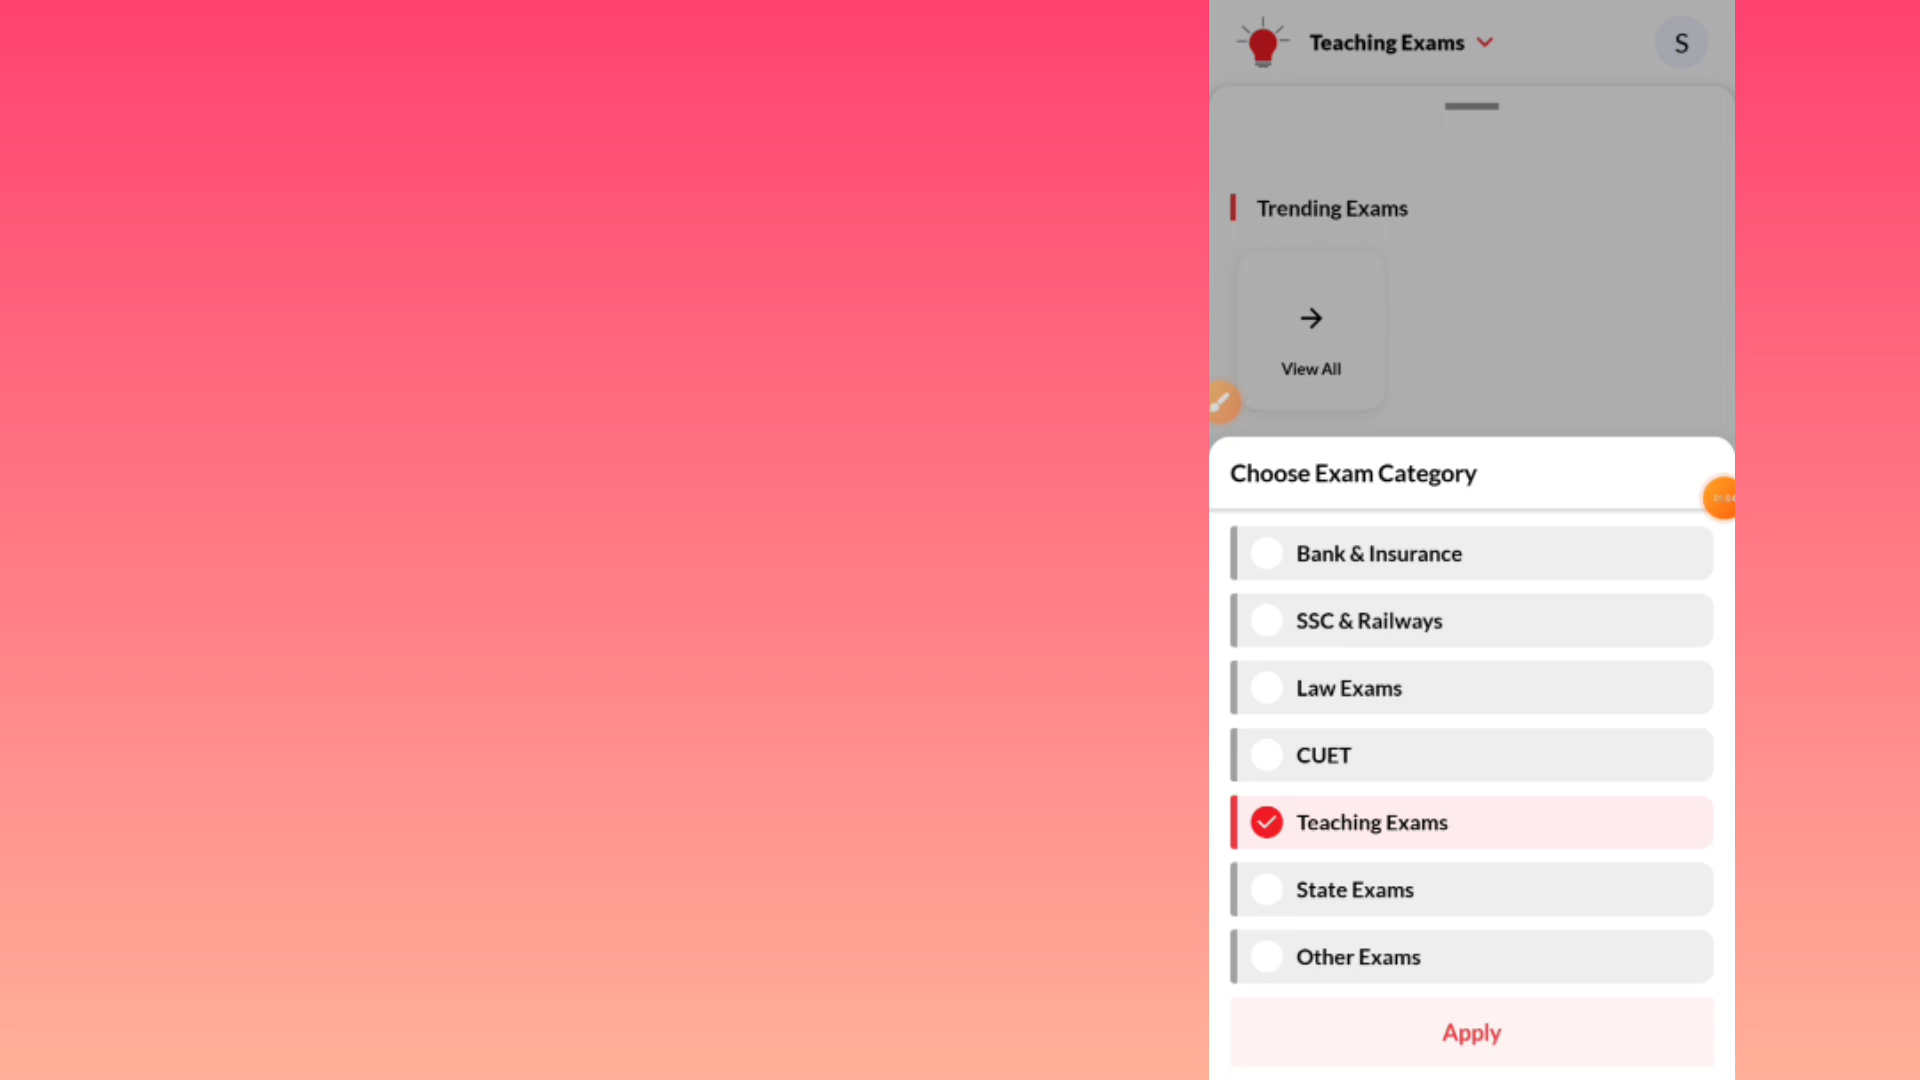 Teaching Exams
S
Trending Exams
View All
Choose Exam Category
Bank & Insurance
SSC & Railways
Law Exams
CUET
Teaching Exams
State Exams
Other Exams
Apply